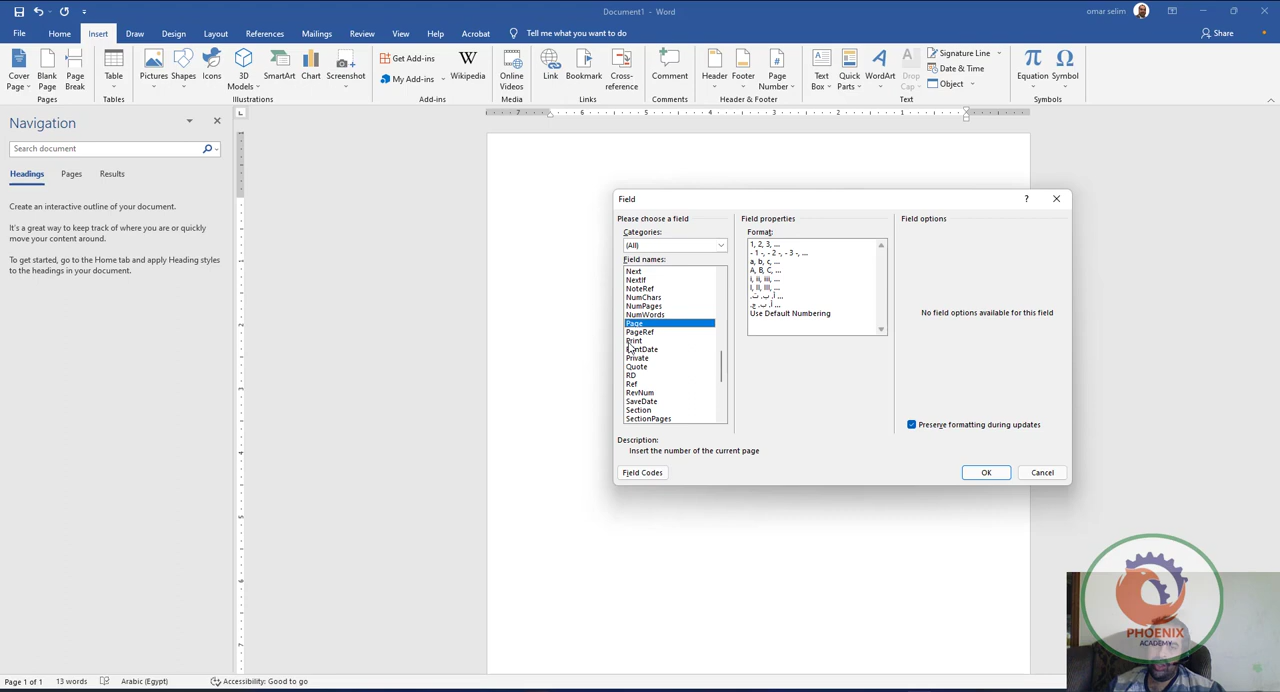 Document1 - Word
omar selim
File Home Insert Draw Design Layout References Mailings Review View Help Acrobat Tell me what you want to do Share
Cover Page Blank Page Page Break
Pages
Table
Tables
Pictures Shapes Icons 3D Models SmartArt Chart Screenshot
Illustrations
Get Add-ins
My Add-ins
Wikipedia
Add-ins
Online Videos
Media
Link Bookmark Cross-reference
Links
Comment
Comments
Header Footer Page Number
Header & Footer
Text Box Quick Parts WordArt Drop Cap
Signature Line
Date & Time
Object
Text
Equation Symbol
Symbols
Navigation
Search document
Headings Pages Results
Create an interactive outline of your document.
It's a great way to keep track of where you are or quickly
move your content around.
To get started, go to the Home tab and apply Heading styles
to the headings in your document.
7 6 5 4 3 2 1
Field
Please choose a field
Categories:
(All)
Field names:
Next
NextIf
NoteRef
NumChars
NumPages
NumWords
Page
PageRef
Print
PrintDate
Private
Quote
RD
Ref
RevNum
SaveDate
Section
SectionPages
Field properties
Format:
1, 2, 3, ...
- 1 -, - 2 -, - 3 -, ...
a, b, c, ...
A, B, C, ...
i, ii, iii, ...
I, II, III, ...
أ, ب, ت, ...
أ, ب, ج, ...
Use Default Numbering
Field options
No field options available for this field
Preserve formatting during updates
Description:
Insert the number of the current page
Field Codes
OK Cancel
PHOENIX
ACADEMY
Page 1 of 1 13 words Arabic (Egypt) Accessibility: Good to go